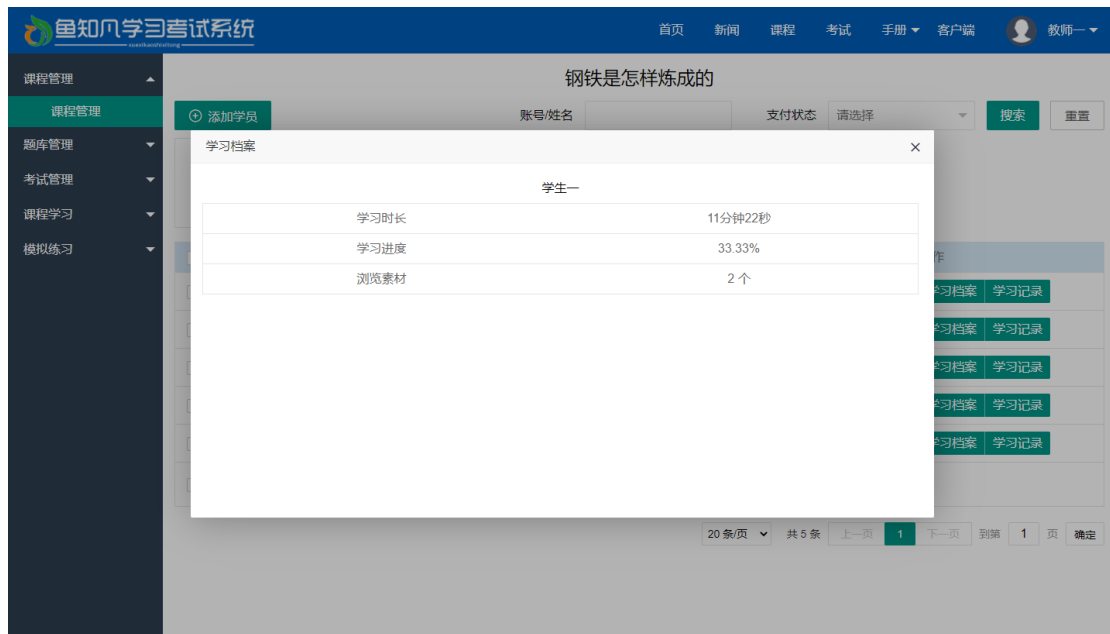 鱼知凡学习考试系统
yuzhifanxuexikaoshixitong
首页 新闻 课程 考试 手册 客户端 教师一
课程管理
课程管理
题库管理
考试管理
课程学习
模拟练习
钢铁是怎样炼成的
添加学员 账号/姓名 支付状态 请选择 搜索 重置
学习档案 ×
学生一
学习时长 11分钟22秒
学习进度 33.33%
浏览素材 2 个
作
学习档案 学习记录
学习档案 学习记录
学习档案 学习记录
学习档案 学习记录
学习档案 学习记录
20 条/页 共 5 条 上一页 1 下一页 到第 1 页 确定